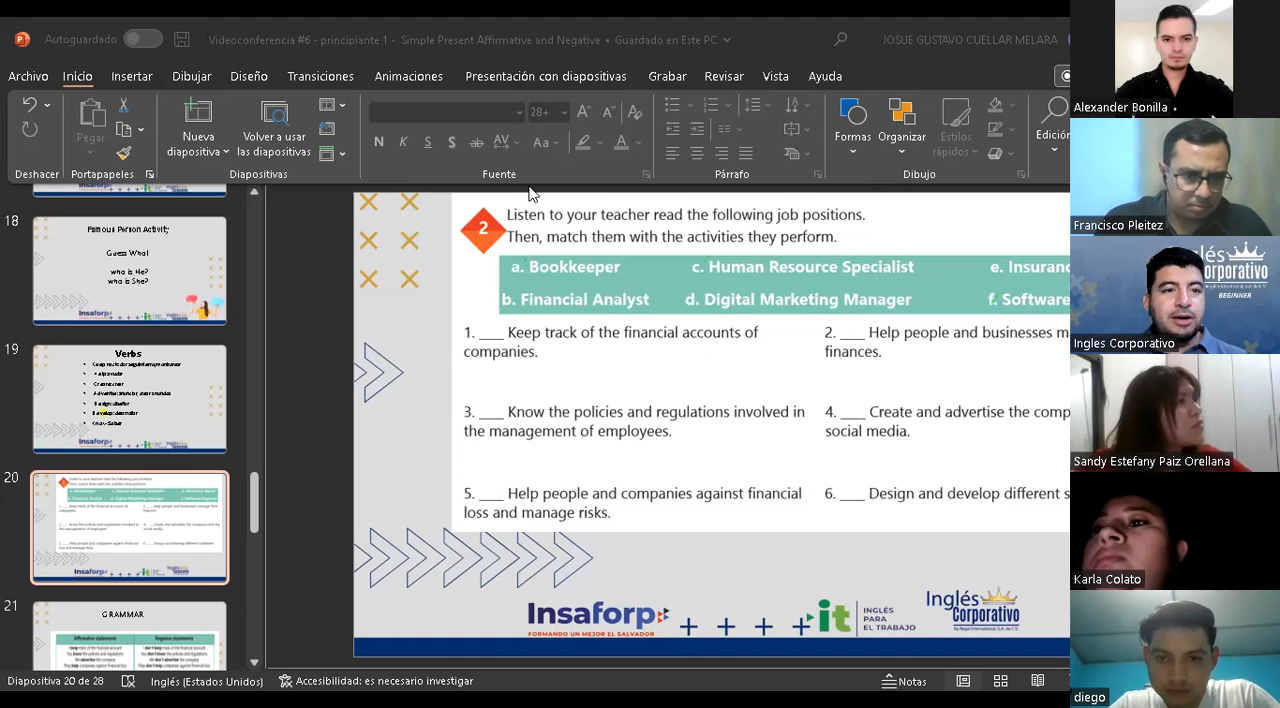 Autoguardado
Videoconferencia #6 - principiante 1 - Simple Present Affirmative and Negative • Guardado en Este PC
JOSUE GUSTAVO CUELLAR MELARA
Archivo Inicio Insertar Dibujar Diseño Transiciones Animaciones Presentación con diapositivas Grabar Revisar Vista Ayuda
28+
Pegar
Nueva diapositiva
Volver a usar las diapositivas
N K S S ab AV Aa A
Formas Organizar Estilos rápidos Edición
Deshacer Portapapeles Diapositivas Fuente Párrafo Dibujo
18
Famous Person Activity
Guess Who!
who is He?
who is She?
19
Verbs
20
21
GRAMMAR
Affirmative statements Negative statements
2
Listen to your teacher read the following job positions.
Then, match them with the activities they perform.
a. Bookkeeper c. Human Resource Specialist e. Insuran
b. Financial Analyst d. Digital Marketing Manager f. Software
1. ___ Keep track of the financial accounts of
companies.
2. ___ Help people and businesses m
finances.
3. ___ Know the policies and regulations involved in
the management of employees.
4. ___ Create and advertise the comp
social media.
5. ___ Help people and companies against financial
loss and manage risks.
6. ___ Design and develop different s
Insaforp
FORMANDO UN MEJOR EL SALVADOR
it
INGLÉS
PARA
EL TRABAJO
Inglés
Corporativo
Diapositiva 20 de 28
Inglés (Estados Unidos)
Accesibilidad: es necesario investigar
Notas
Alexander Bonilla
Francisco Pleitez
Inglés
Corporativo
BEGINNER
Ingles Corporativo
Sandy Estefany Paiz Orellana
Karla Colato
diego